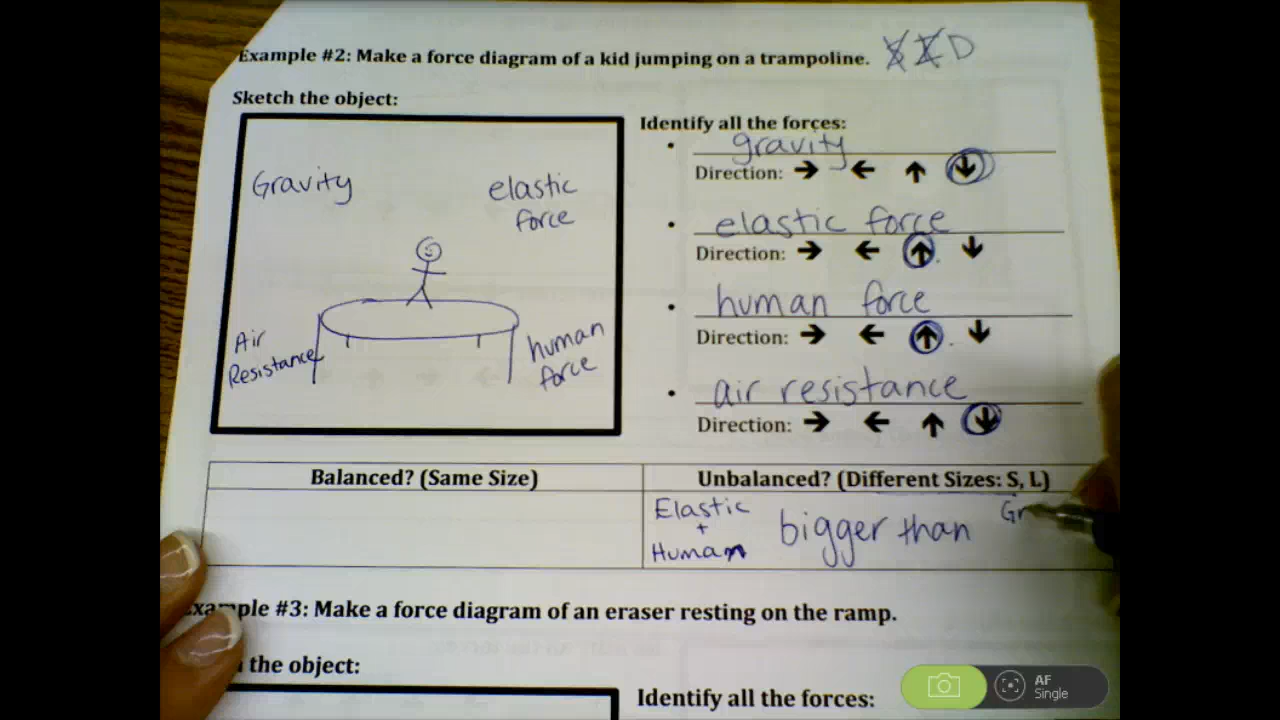 Example #2: Make a force diagram of a kid jumping on a trampoline. D
Sketch the object:
Gravity
elastic
force
Air
Resistance
human
force
Identify all the forces:
• gravity
Direction: → ← ↑ ↓
• elastic force
Direction: → ← ↑ ↓
• human force
Direction: → ← ↑ ↓
• air resistance
Direction: → ← ↑ ↓
Balanced? (Same Size)
Unbalanced? (Different Sizes: S, L)
Elastic
+
Human
bigger than
Gr
Example #3: Make a force diagram of an eraser resting on the ramp.
the object:
Identify all the forces:
AF
Single